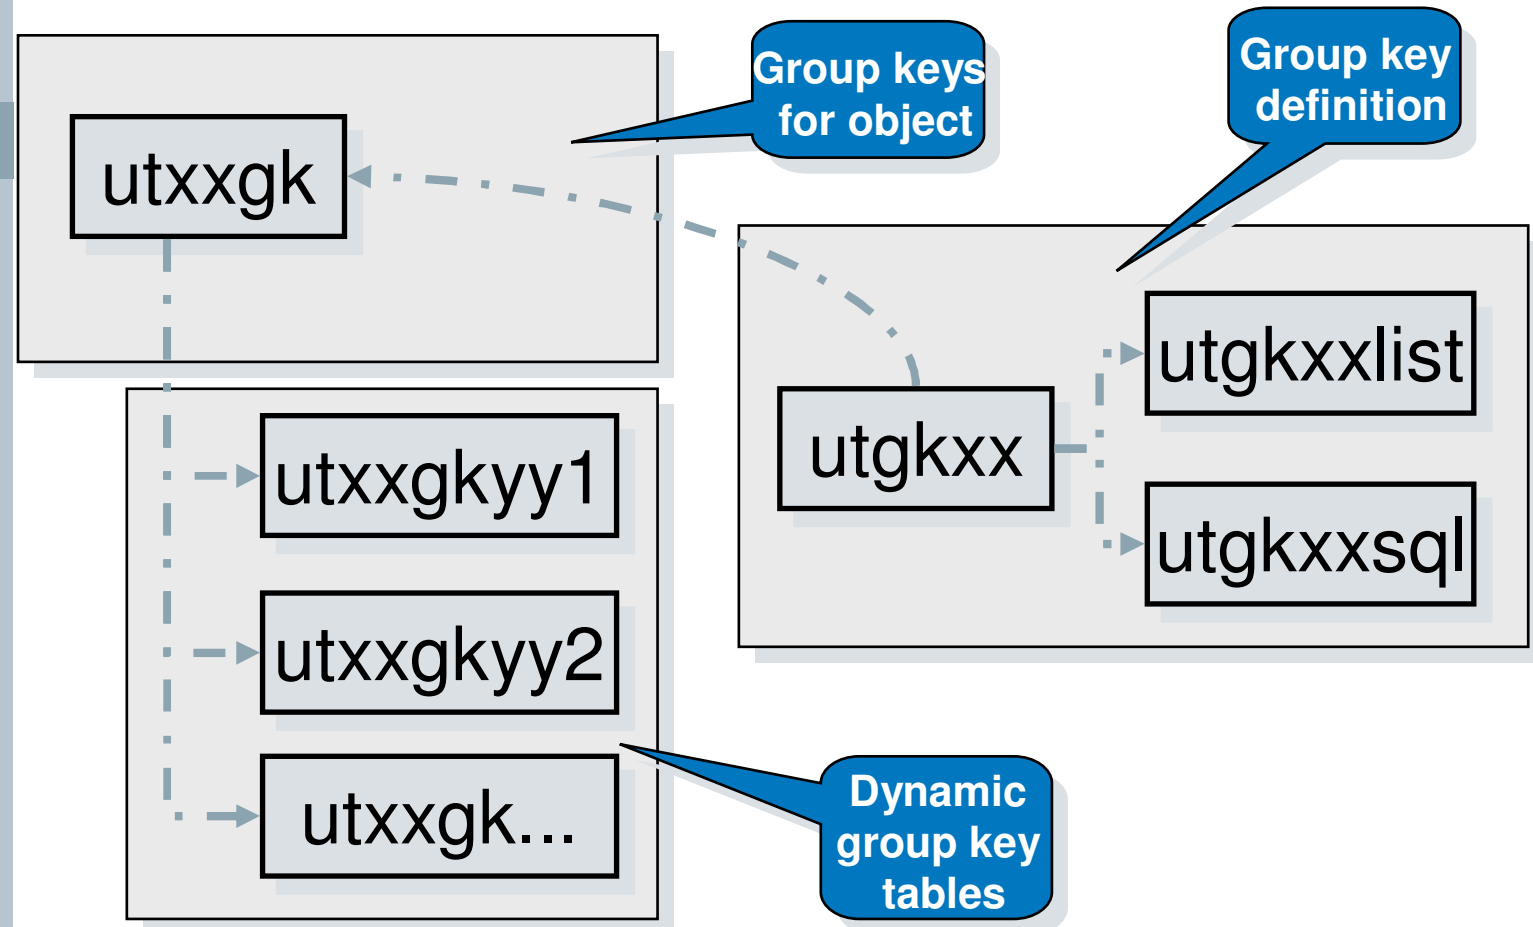 Group keys
for object
Group key
definition
utxxgk
utgkxxlist
utgkxx
utxxgkyy1
utgkxxsql
utxxgkyy2
utxxgk...
Dynamic
group key
tables